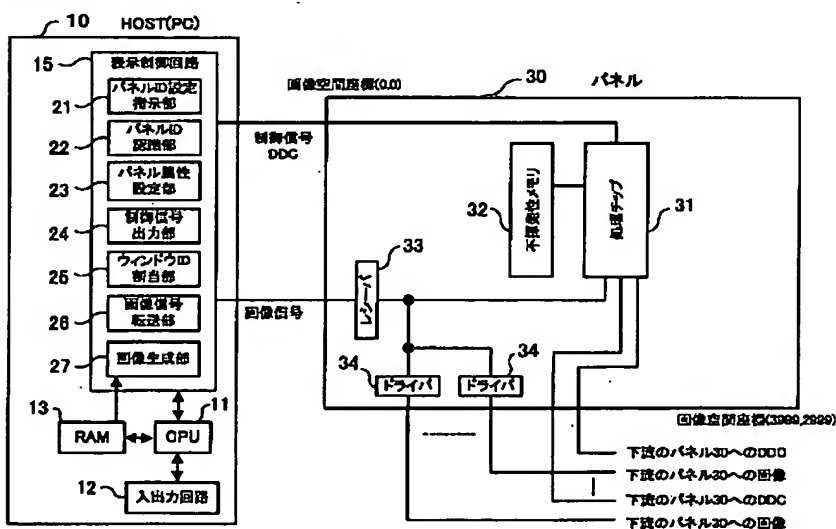 10
HOST(PC)
15
表示制御回路
21
パネルID設定
指示部
22
パネルID
認識部
23
パネル属性
設定部
24
制御信号
出力部
25
ウィンドウID
割当部
26
画像信号
転送部
27
画像生成部
13
RAM
11
CPU
12
入出力回路
画像空間座標(0,0)
30
パネル
制御信号
DDC
32
不揮発性メモリ
処理チップ
31
33
レシーバ
画像信号
34
ドライバ
34
ドライバ
画像空間座標(3999,2999)
下流のパネル30へのDDC
下流のパネル30への画像
下流のパネル30へのDDC
下流のパネル30への画像